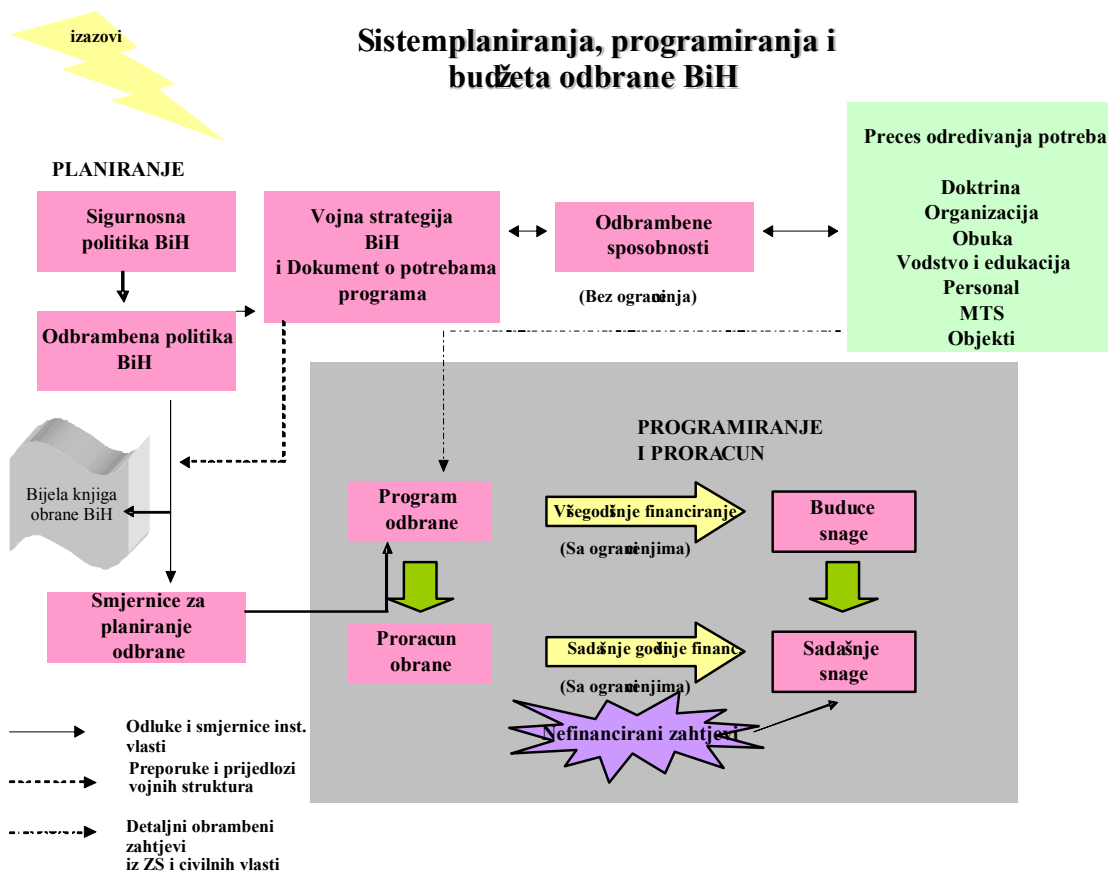 izazovi
Sistemplaniranja, programiranja i
budžeta odbrane BiH
Preces odredivanja potreba
Doktrina
Organizacija
Obuka
Vodstvo i edukacija
Personal
MTS
Objekti
PLANIRANJE
Sigurnosna
politika BiH
Vojna strategija
BiH
i Dokument o potrebama
programa
Odbrambene
sposobnosti
(Bez ogranicenja)
Odbrambena politika
BiH
PROGRAMIRANJE
I PRORACUN
Bijela knjiga
obrane BiH
Program
odbrane
Višegodišnje financiranje
(Sa ogranicenjima)
Buduce
snage
Smjernice za
planiranje
odbrane
Proracun
obrane
Sadašnje godišnje financ.
(Sa ogranicenjima)
Sadašnje
snage
Nefinancirani zahtjevi
Odluke i smjernice inst.
vlasti
Preporuke i prijedlozi
vojnih struktura
Detaljni obrambeni
zahtjevi
iz ZS i civilnih vlasti